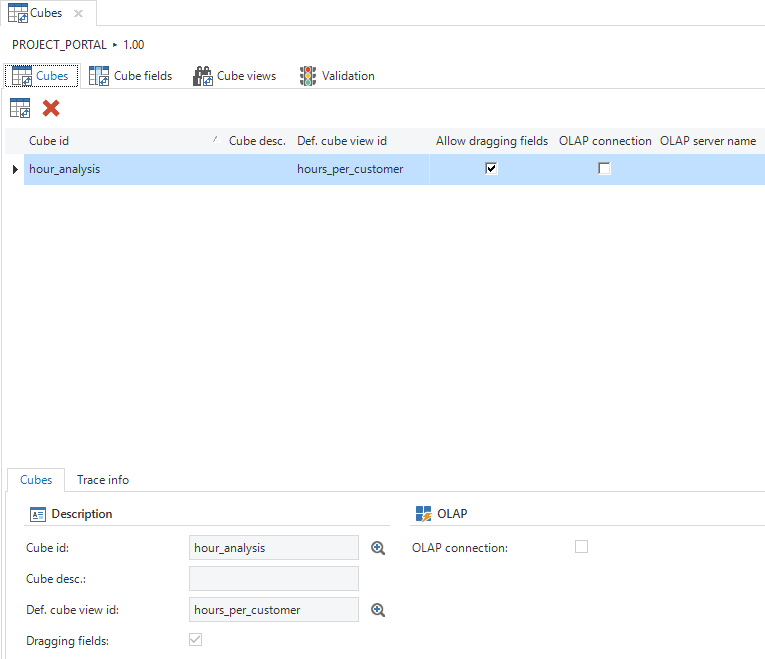 Cubes
PROJECT_PORTAL ▸ 1.00
Cubes Cube fields Cube views Validation
Cube id Cube desc. Def. cube view id Allow dragging fields OLAP connection OLAP server name
hour_analysis hours_per_customer
Cubes Trace info
Description OLAP
Cube id: hour_analysis OLAP connection:
Cube desc.:
Def. cube view id: hours_per_customer
Dragging fields: